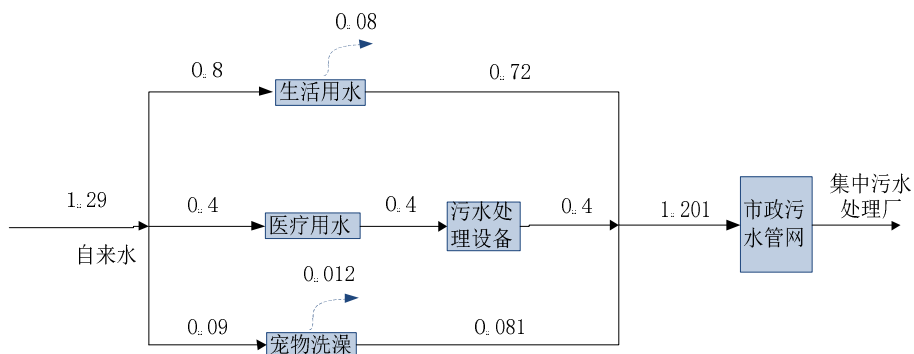 0.08
0.8
生活用水
0.72
1.29
自来水
0.4
医疗用水
0.4
污水处
理设备
0.4
1.201
市政污
水管网
集中污水
处理厂
0.012
0.09
宠物洗澡
0.081